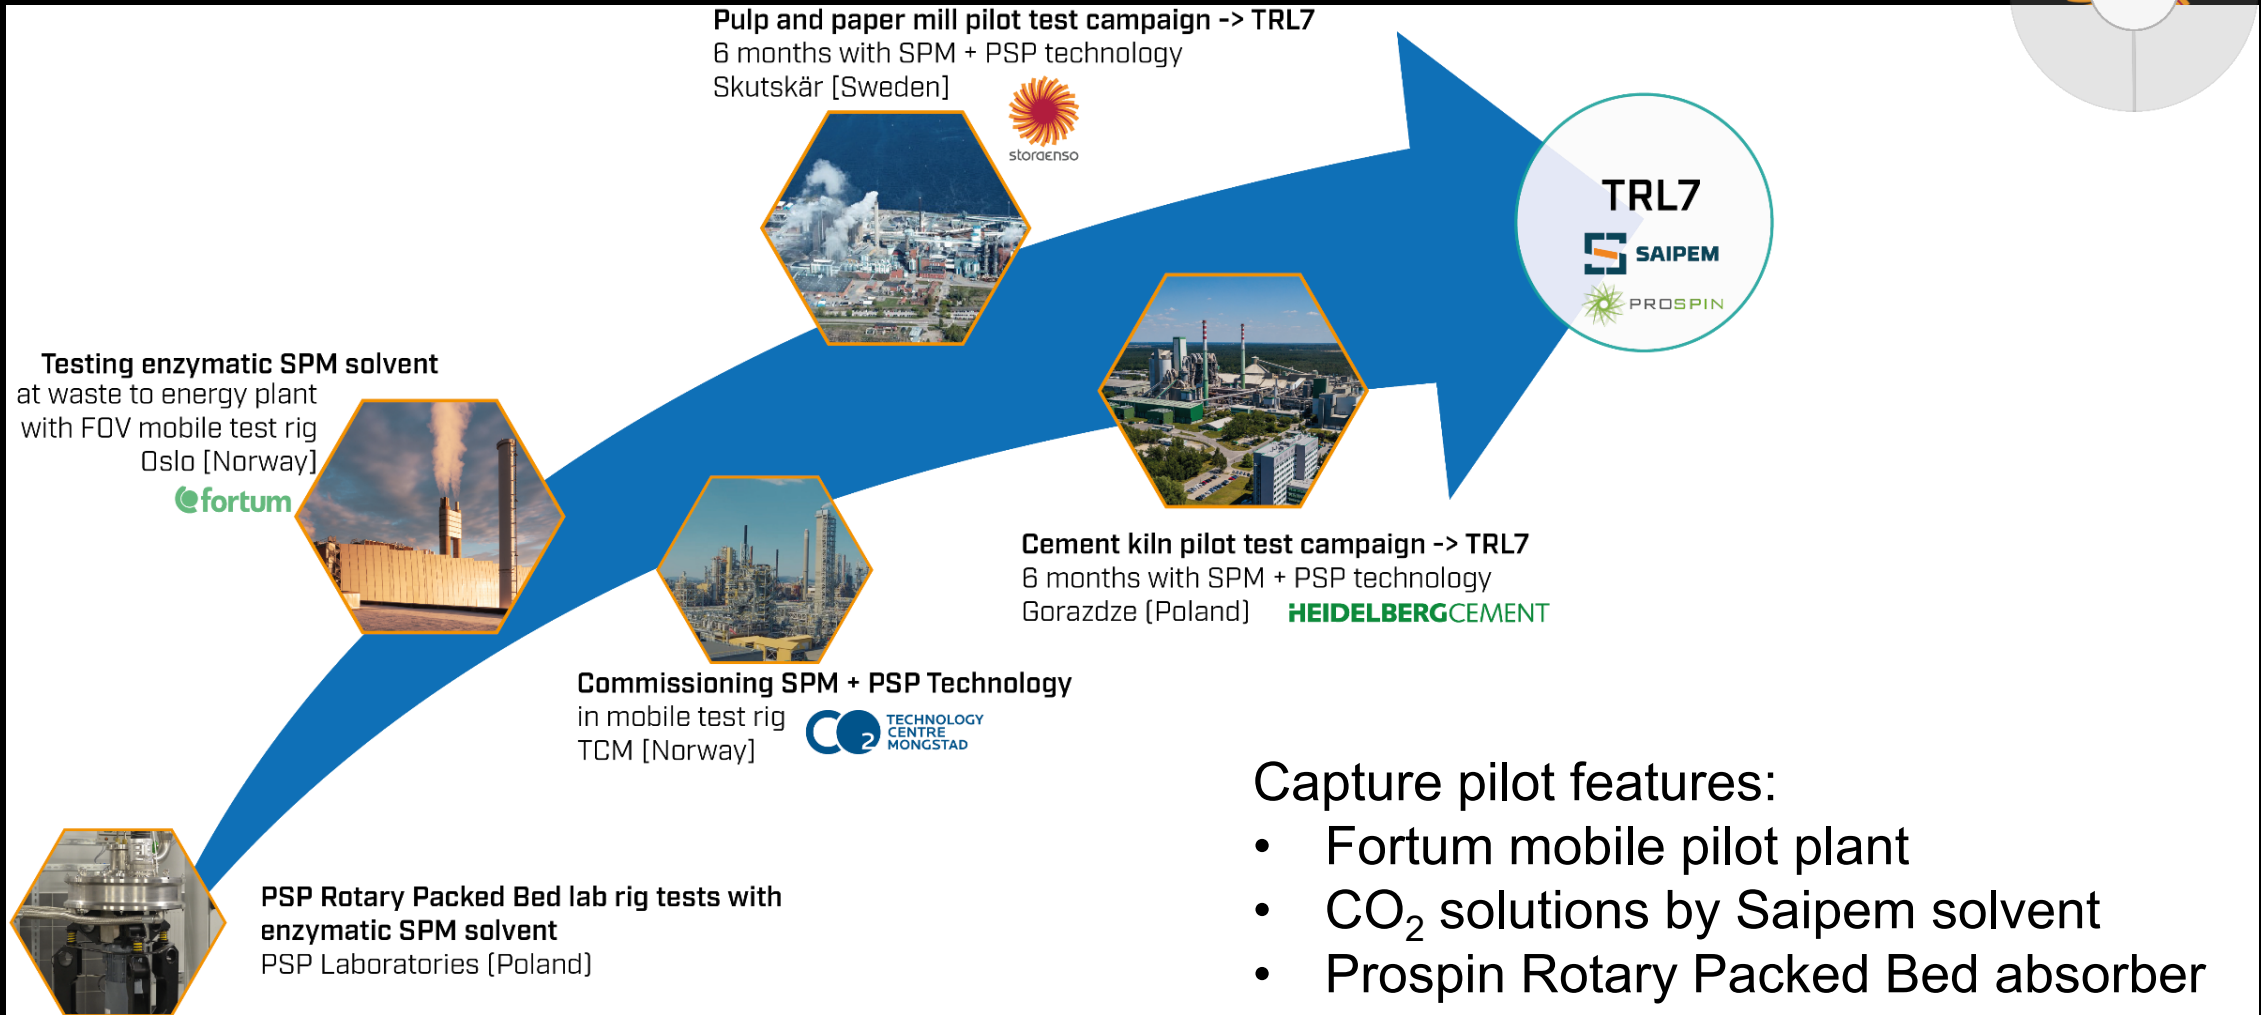 Pulp and paper mill pilot test campaign -> TRL7
6 months with SPM + PSP technology
Skutskär [Sweden]
storaenso
TRL7
SAIPEM
PROSPIN
Testing enzymatic SPM solvent
at waste to energy plant
with FOV mobile test rig
Oslo [Norway]
fortum
Cement kiln pilot test campaign -> TRL7
6 months with SPM + PSP technology
Gorazdze (Poland)
HEIDELBERGCEMENT
Commissioning SPM + PSP Technology
in mobile test rig
TCM [Norway]
CO2 TECHNOLOGY
CENTRE
MONGSTAD
PSP Rotary Packed Bed lab rig tests with
enzymatic SPM solvent
PSP Laboratories (Poland)
Capture pilot features:
• Fortum mobile pilot plant
• CO₂ solutions by Saipem solvent
• Prospin Rotary Packed Bed absorber